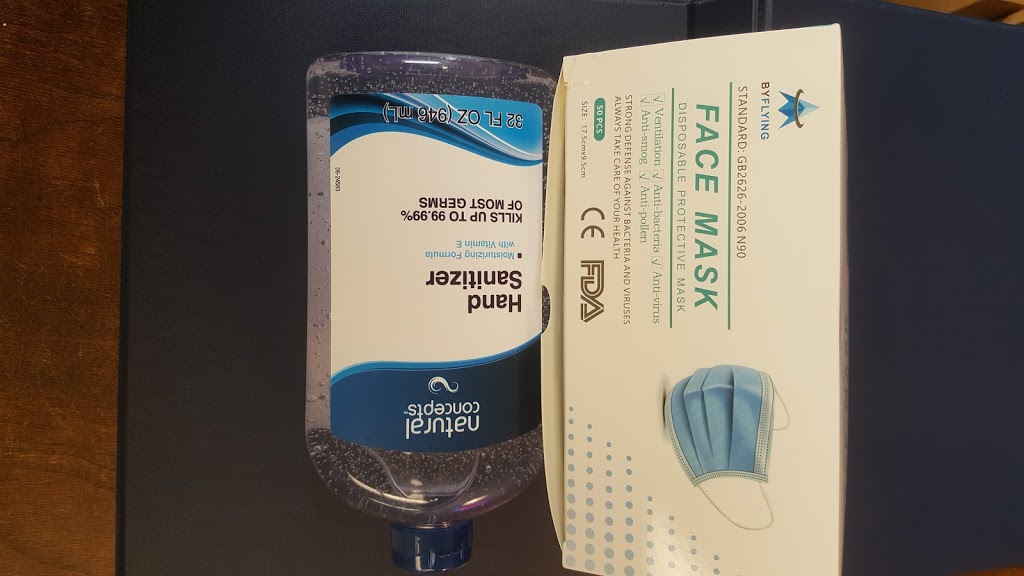 natural
concepts™
Hand
Sanitizer
■ Moisturizing Formula
with Vitamin E
KILLS UP TO 99.99%
OF MOST GERMS
32 FL OZ (946 mL)
BYFLYING
STANDARD: GB2626-2006 N90
FACE MASK
DISPOSABLE PROTECTIVE MASK
√ Ventilation √ Anti-bacteria √ Anti-virus
√ Anti-smog √ Anti-pollen
STRONG DEFENSE AGAINST BACTERIA AND VIRUSES
ALWAYS TAKE CARE OF YOUR HEALTH
50 PCS
SIZE: 17.5cmx9.5cm
CE FDA